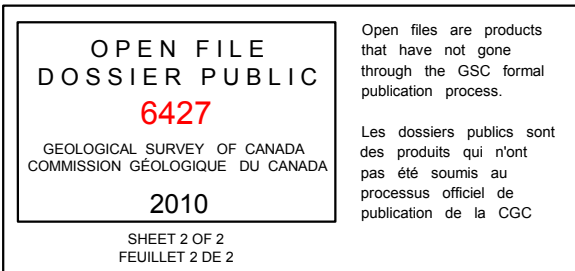 OPEN FILE
DOSSIER PUBLIC
6427
GEOLOGICAL SURVEY OF CANADA
COMMISSION GÉOLOGIQUE DU CANADA
2010
SHEET 2 OF 2
FEUILLET 2 DE 2
Open files are products
that have not gone
through the GSC formal
publication process.
Les dossiers publics sont
des produits qui n'ont
pas été soumis au
processus officiel de
publication de la CGC